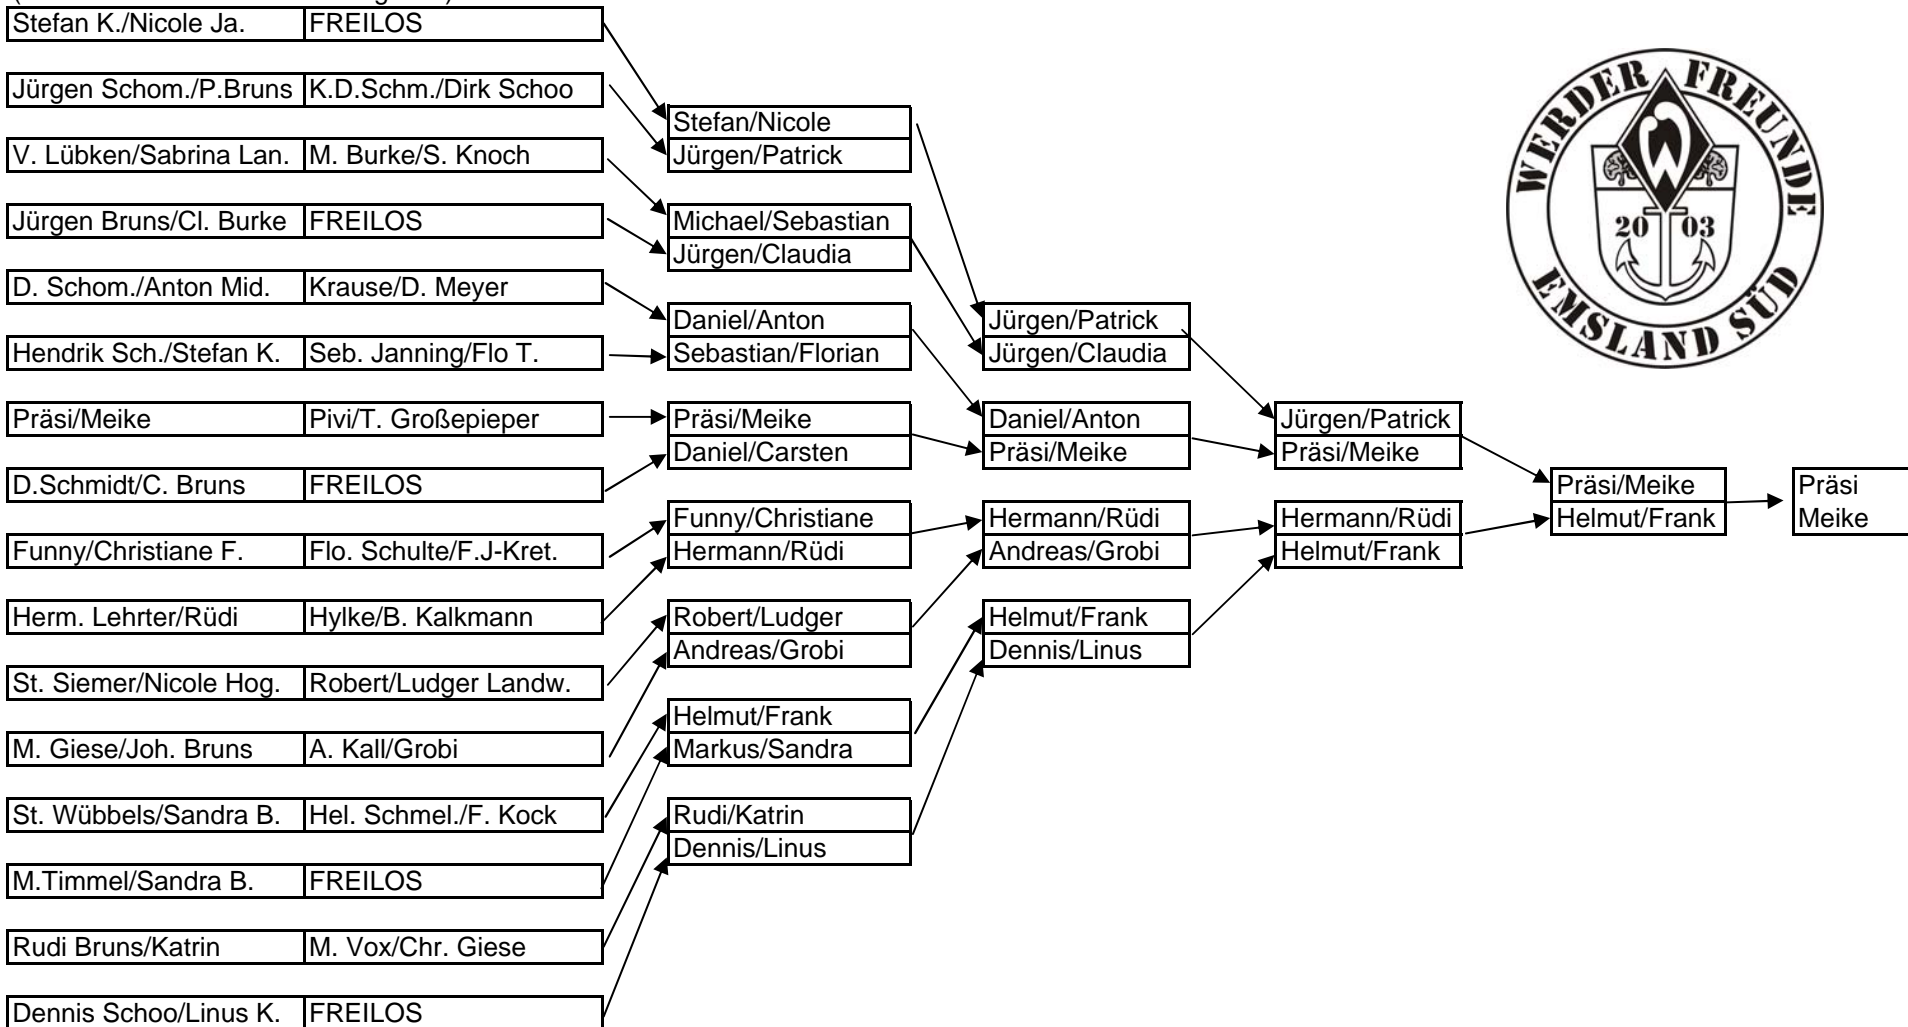 Stefan K./Nicole Ja. FREILOS
Jürgen Schom./P.Bruns K.D.Schm./Dirk Schoo
V. Lübken/Sabrina Lan. M. Burke/S. Knoch
Jürgen Bruns/Cl. Burke FREILOS
D. Schom./Anton Mid. Krause/D. Meyer
Hendrik Sch./Stefan K. Seb. Janning/Flo T.
Präsi/Meike Pivi/T. Großepieper
D.Schmidt/C. Bruns FREILOS
Funny/Christiane F. Flo. Schulte/F.J-Kret.
Herm. Lehrter/Rüdi Hylke/B. Kalkmann
St. Siemer/Nicole Hog. Robert/Ludger Landw.
M. Giese/Joh. Bruns A. Kall/Grobi
St. Wübbels/Sandra B. Hel. Schmel./F. Kock
M.Timmel/Sandra B. FREILOS
Rudi Bruns/Katrin M. Vox/Chr. Giese
Dennis Schoo/Linus K. FREILOS
Stefan/Nicole
Jürgen/Patrick
Michael/Sebastian
Jürgen/Claudia
Daniel/Anton
Sebastian/Florian
Präsi/Meike
Daniel/Carsten
Funny/Christiane
Hermann/Rüdi
Robert/Ludger
Andreas/Grobi
Helmut/Frank
Markus/Sandra
Rudi/Katrin
Dennis/Linus
Jürgen/Patrick
Jürgen/Claudia
Daniel/Anton
Präsi/Meike
Hermann/Rüdi
Andreas/Grobi
Helmut/Frank
Dennis/Linus
Jürgen/Patrick
Präsi/Meike
Hermann/Rüdi
Helmut/Frank
Präsi/Meike
Helmut/Frank
Präsi
Meike
WERDER FREUNDE
W
20 03
EMSLAND SÜD